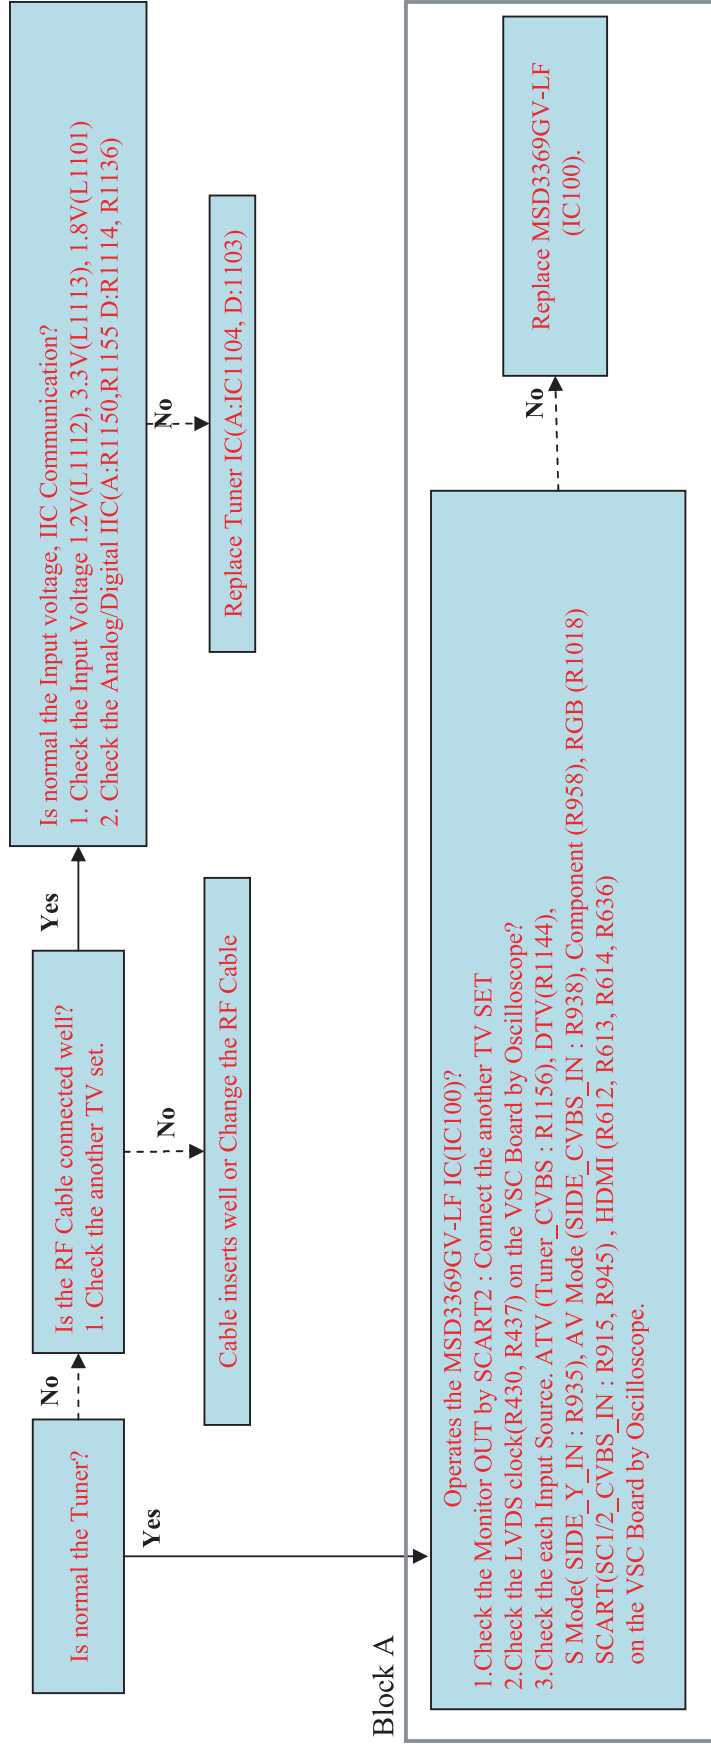 Is normal the Tuner?
No
Is the RF Cable connected well?
1. Check the another TV set.
Yes
Is normal the Input voltage, IIC Communication?
1. Check the Input Voltage 1.2V(L1112), 3.3V(L1113), 1.8V(L1101)
2. Check the Analog/Digital IIC(A:R1150,R1155 D:R1114, R1136)
No
Cable inserts well or Change the RF Cable
No
Replace Tuner IC(A:IC1104, D:1103)
Yes
Block A
Operates the MSD3369GV-LF IC(IC100)?
1.Check the Monitor OUT by SCART2 : Connect the another TV SET
2.Check the LVDS clock(R430, R437) on the VSC Board by Oscilloscope?
3.Check the each Input Source. ATV (Tuner_CVBS : R1156), DTV(R1144),
S Mode( SIDE_Y_IN : R935), AV Mode (SIDE_CVBS_IN : R938), Component (R958), RGB (R1018)
SCART(SC1/2_CVBS_IN : R915, R945) , HDMI (R612, R613, R614, R636)
on the VSC Board by Oscilloscope.
No
Replace MSD3369GV-LF
(IC100).